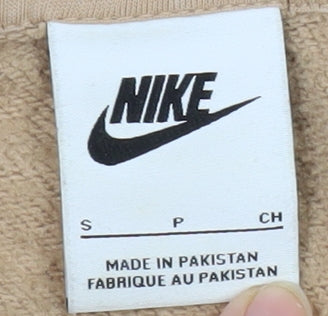 NIKE
S P CH
MADE IN PAKISTAN
FABRIQUE AU PAKISTAN